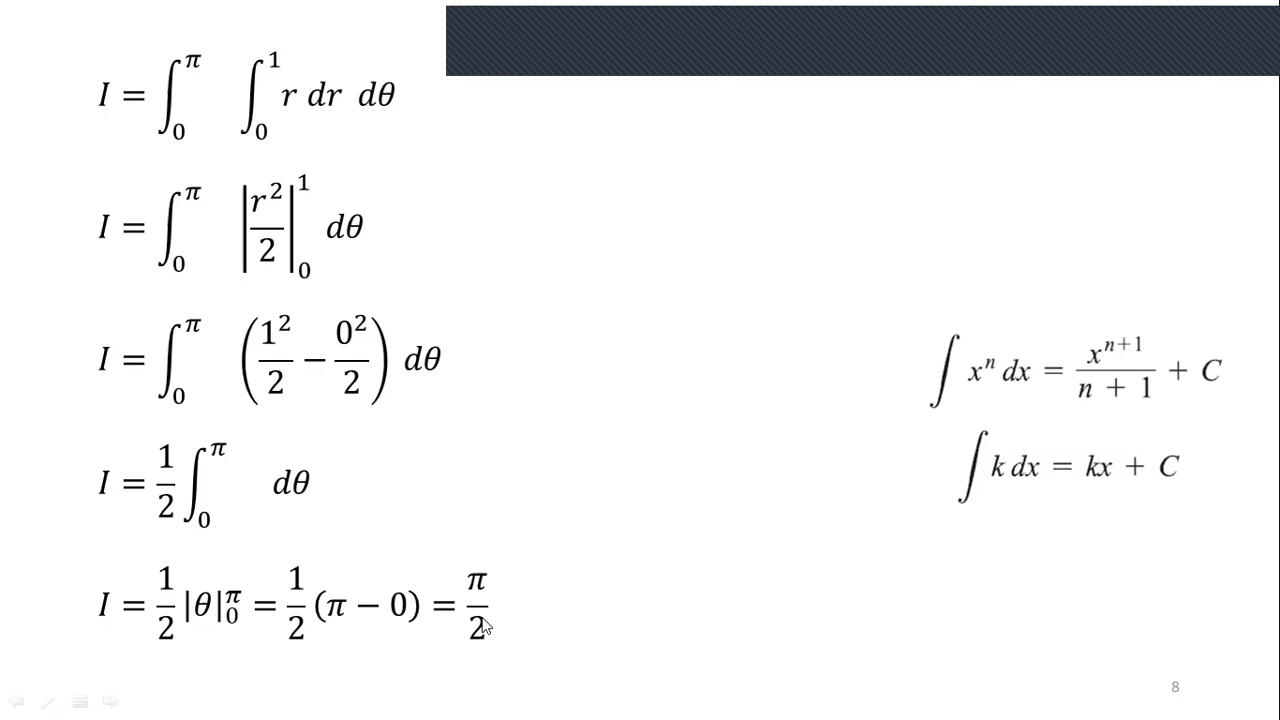 I = ∫₀^π ∫₀^1 r dr dθ
I = ∫₀^π |r²/2|₀^1 dθ
I = ∫₀^π (1²/2 − 0²/2) dθ
∫ xⁿ dx = xⁿ⁺¹/(n + 1) + C
∫ k dx = kx + C
I = 1/2 ∫₀^π dθ
I = 1/2 |θ|₀^π = 1/2 (π − 0) = π/2
8